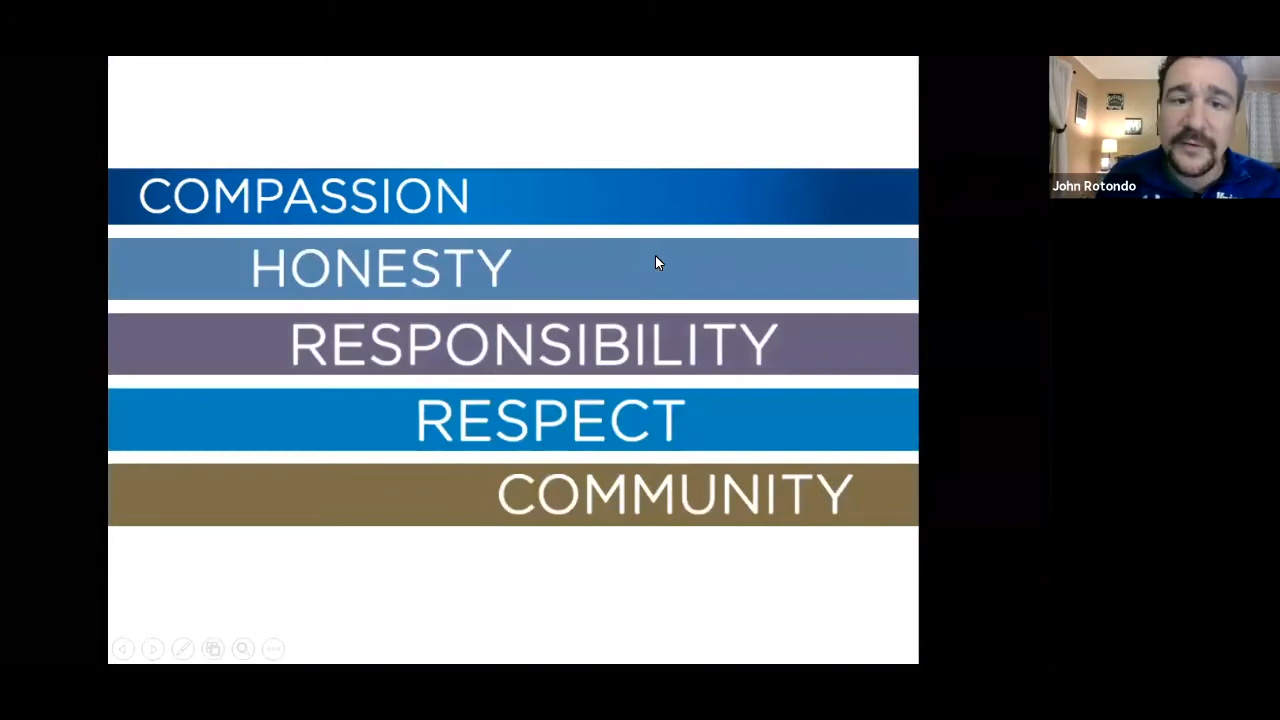 COMPASSION
HONESTY
RESPONSIBILITY
RESPECT
COMMUNITY
John Rotondo